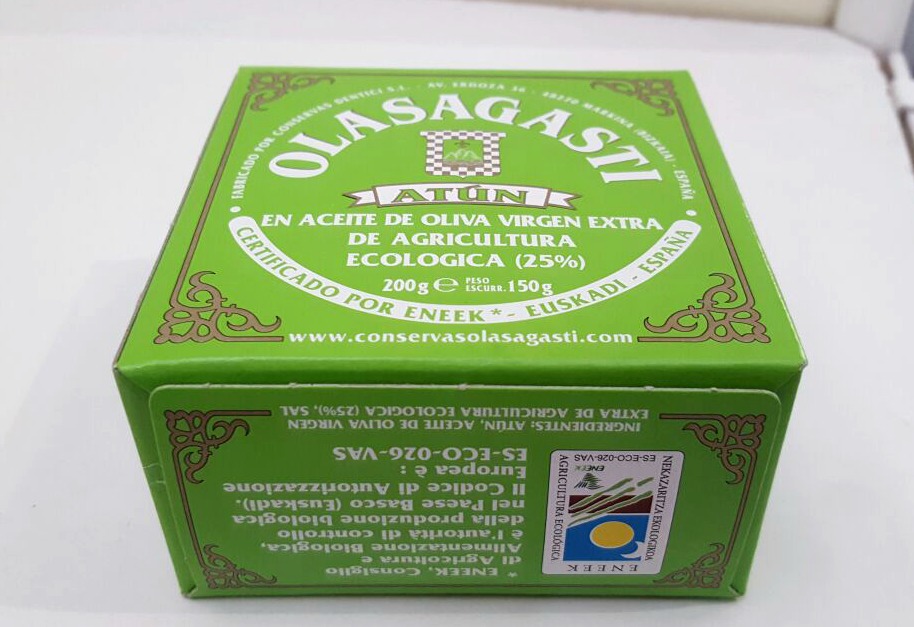 FABRICADO POR CONSERVAS DENTICI S.L. · AV. ERDOZA 36 · 48270 MARKINA (BIZKAIA) · ESPAÑA
OLASAGASTI
ATÚN
EN ACEITE DE OLIVA VIRGEN EXTRA
DE AGRICULTURA
ECOLOGICA (25%)
200g ℮ PESO ESCURR. 150g
CERTIFICADO POR ENEEK* - EUSKADI - ESPAÑA
www.conservasolasagasti.com
* ENEEK, Consiglio
di Agricoltura e
Alimentazione Biologica,
è l'autorità di controllo
della produzione biologica
nel Paese Basco (Euskadi).
Il Codice di Autorizzazione
Europea è :
ES-ECO-026-VAS
INGREDIENTES: ATÚN, ACEITE DE OLIVA VIRGEN
EXTRA DE AGRICULTURA ECOLOGICA (25%), SAL
ENEEK
NEKAZARITZA EKOLOGIKOA
AGRICULTURA ECOLÓGICA
ENEEK
ES-ECO-026-VAS